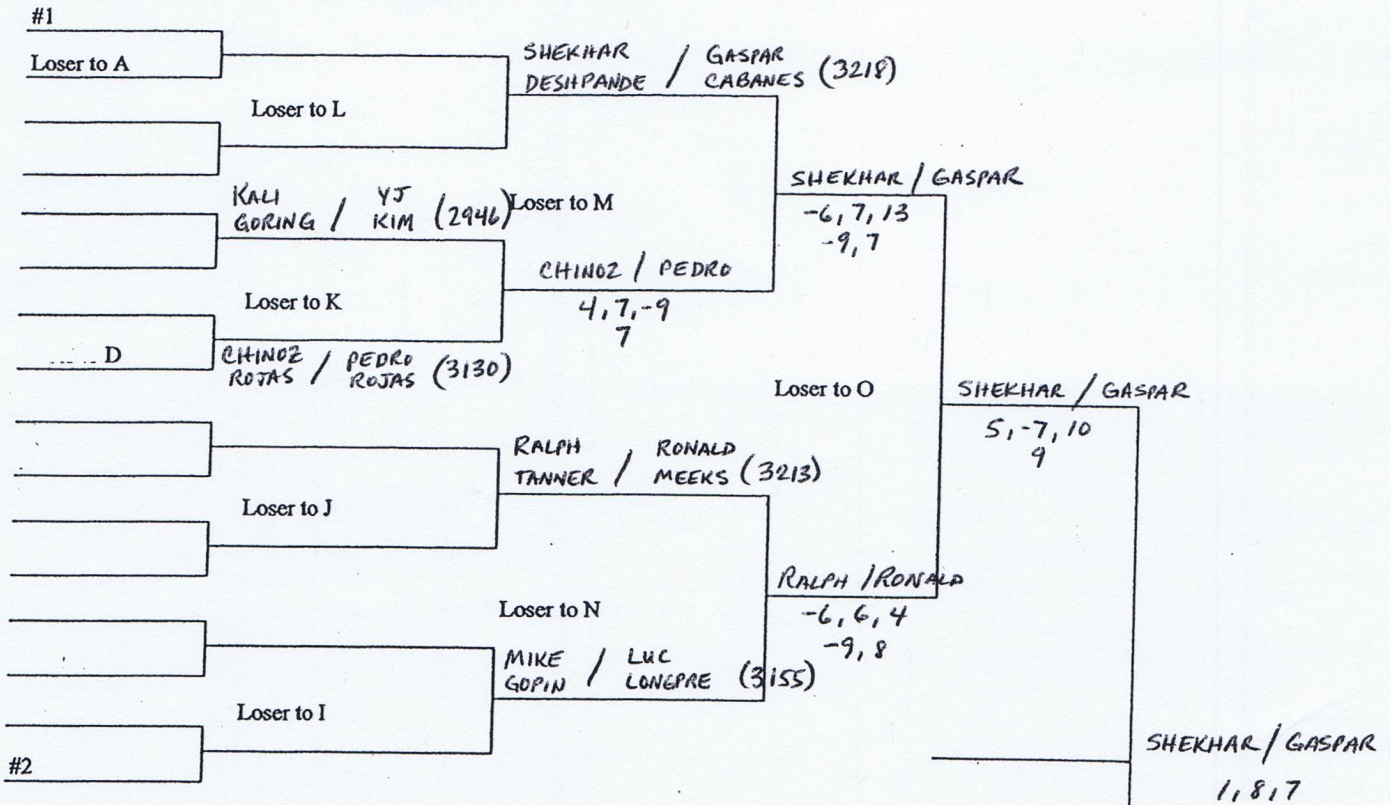 #1
Loser to A
SHEKHAR / GASPAR
DESHPANDE CABANES (3218)
Loser to L
SHEKHAR / GASPAR
-6, 7, 13
-9, 7
KALI / YJ
GORING KIM (2946)
Loser to M
CHINOZ / PEDRO
4, 7, -9
7
Loser to K
D
CHINOZ / PEDRO
ROJAS ROJAS (3130)
Loser to O
SHEKHAR / GASPAR
5, -7, 10
9
RALPH / RONALD
TANNER MEEKS (3213)
Loser to J
RALPH / RONALD
-6, 6, 4
-9, 8
Loser to N
MIKE / LUC
GOPIN LONGPRE (3155)
Loser to I
#2
SHEKHAR / GASPAR
1, 8, 7